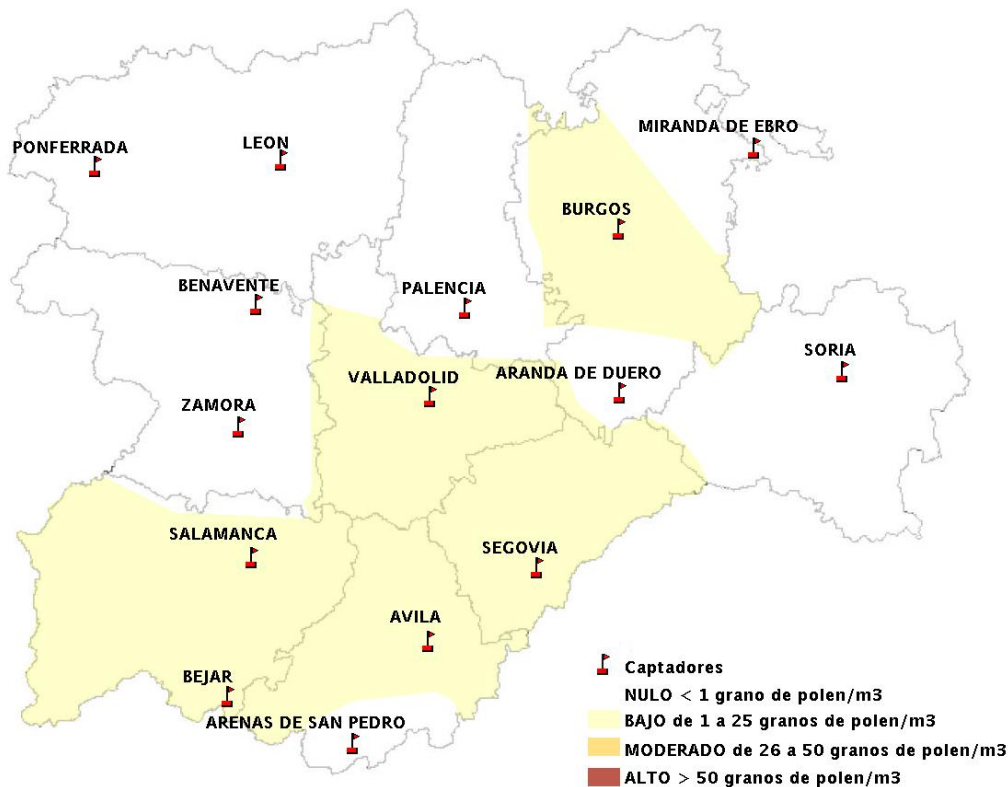 MIRANDA DE EBRO
PONFERRADA
LEON
BURGOS
BENAVENTE
PALENCIA
SORIA
VALLADOLID
ARANDA DE DUERO
ZAMORA
SALAMANCA
SEGOVIA
AVILA
BEJAR
ARENAS DE SAN PEDRO
Captadores
NULO < 1 grano de polen/m3
BAJO de 1 a 25 granos de polen/m3
MODERADO de 26 a 50 granos de polen/m3
ALTO > 50 granos de polen/m3